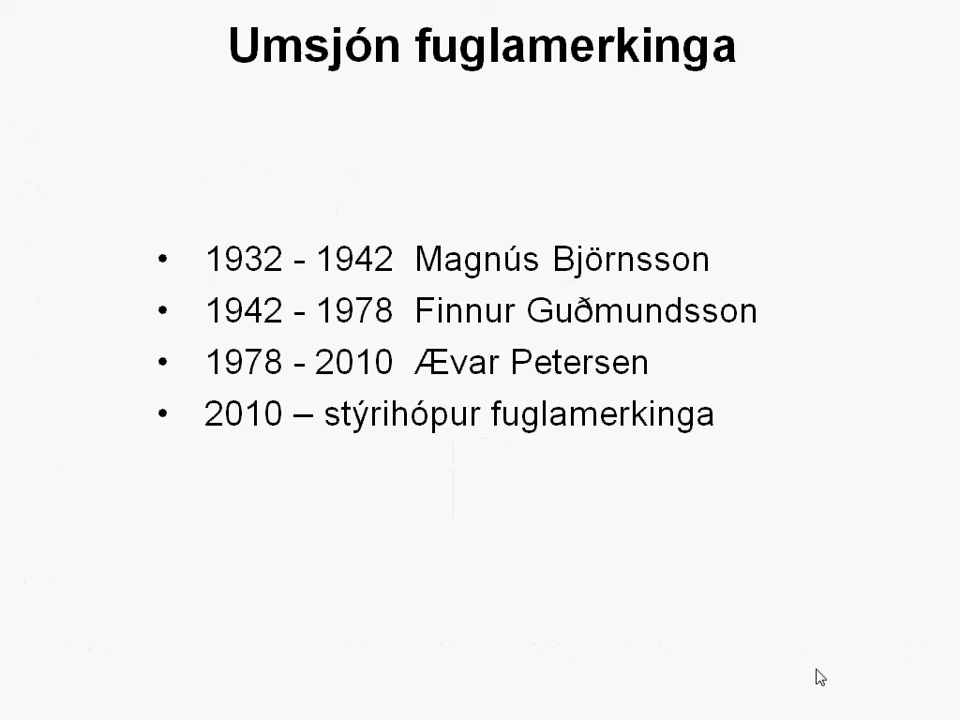 Umsjón fuglamerkinga
• 1932 - 1942 Magnús Björnsson
• 1942 - 1978 Finnur Guðmundsson
• 1978 - 2010 Ævar Petersen
• 2010 – stýrihópur fuglamerkinga